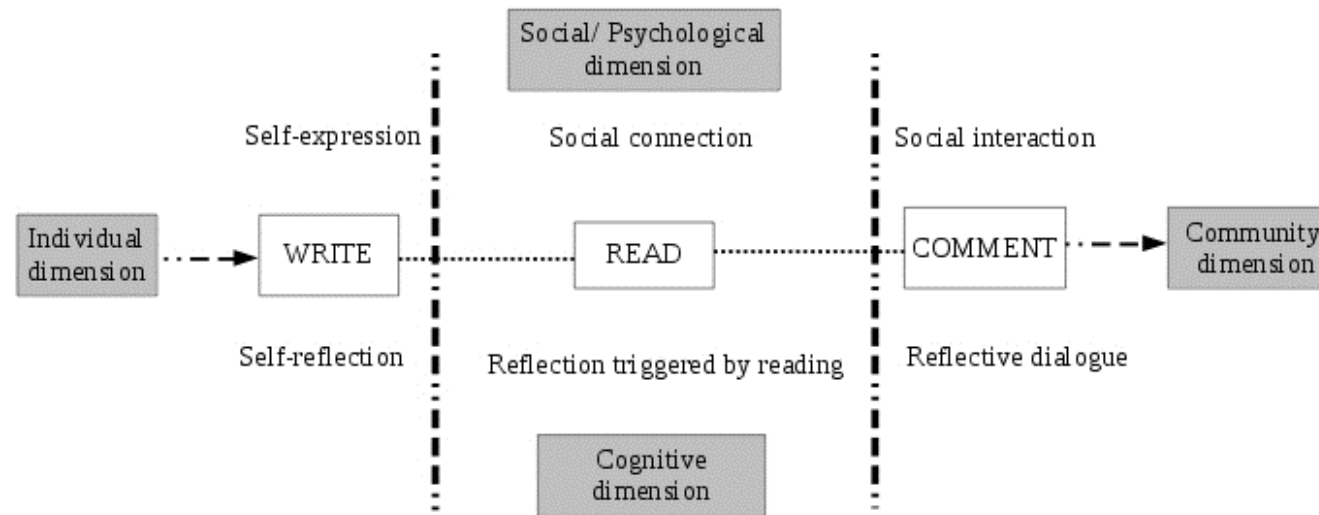 Social/ Psychological
dimension
Self-expression
Social connection
Social interaction
Individual
dimension
WRITE
READ
COMMENT
Community
dimension
Self-reflection
Reflection triggered by reading
Reflective dialogue
Cognitive
dimension